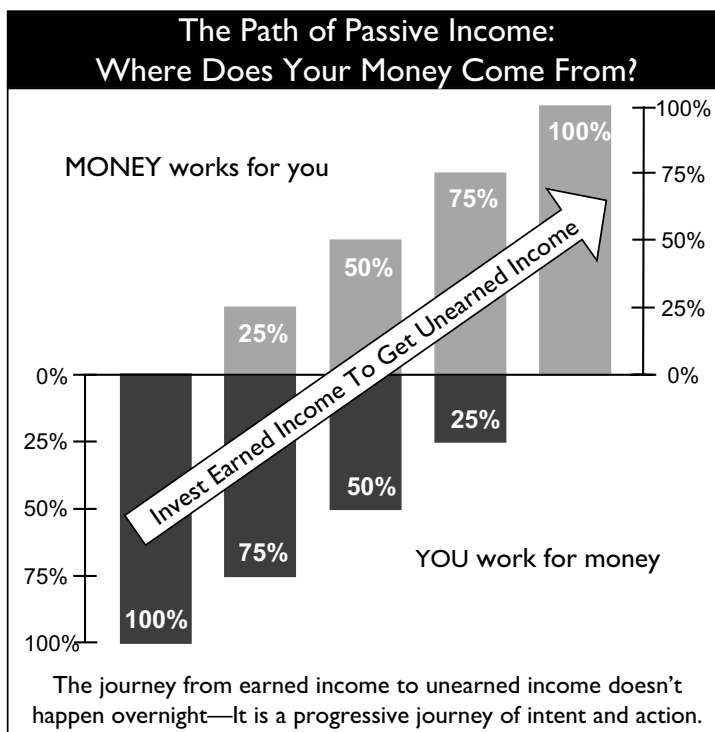 The Path of Passive Income:
Where Does Your Money Come From?
MONEY works for you
100%
75%
50%
25%
0%
100%
75%
50%
25%
Invest Earned Income To Get Unearned Income
0%
25%
50%
75%
100%
100%
75%
50%
25%
YOU work for money
The journey from earned income to unearned income doesn’t
happen overnight—It is a progressive journey of intent and action.